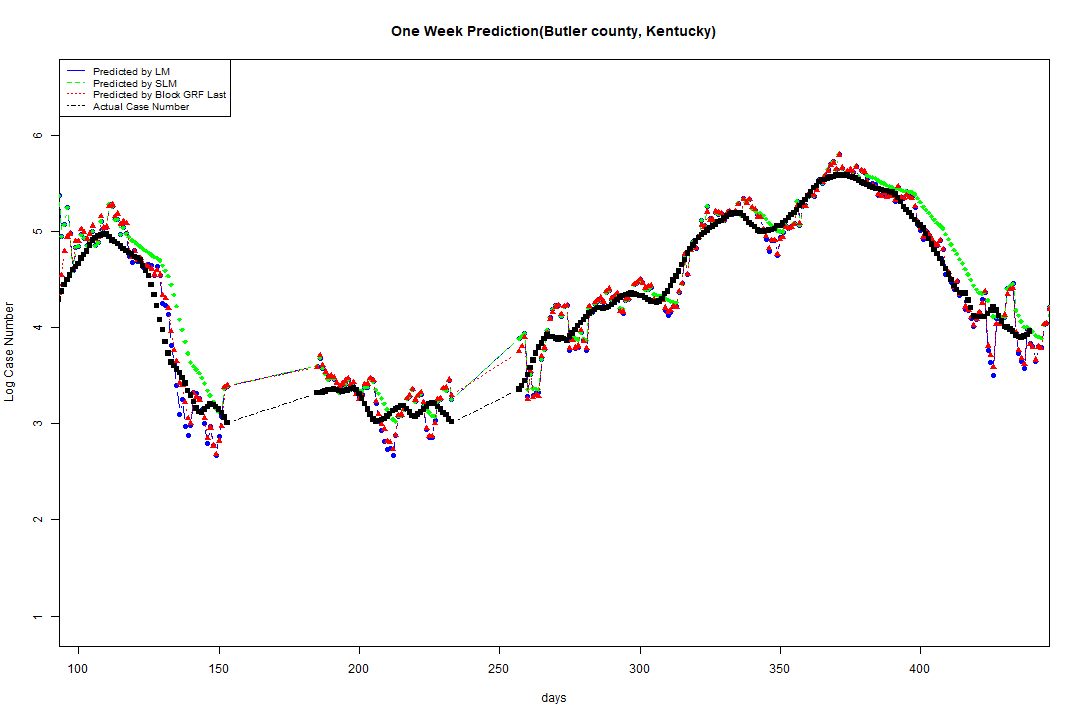 One Week Prediction(Butler county, Kentucky)
Predicted by LM
Predicted by SLM
Predicted by Block GRF Last
Actual Case Number
Log Case Number
6
5
4
3
2
1
100 150 200 250 300 350 400
days